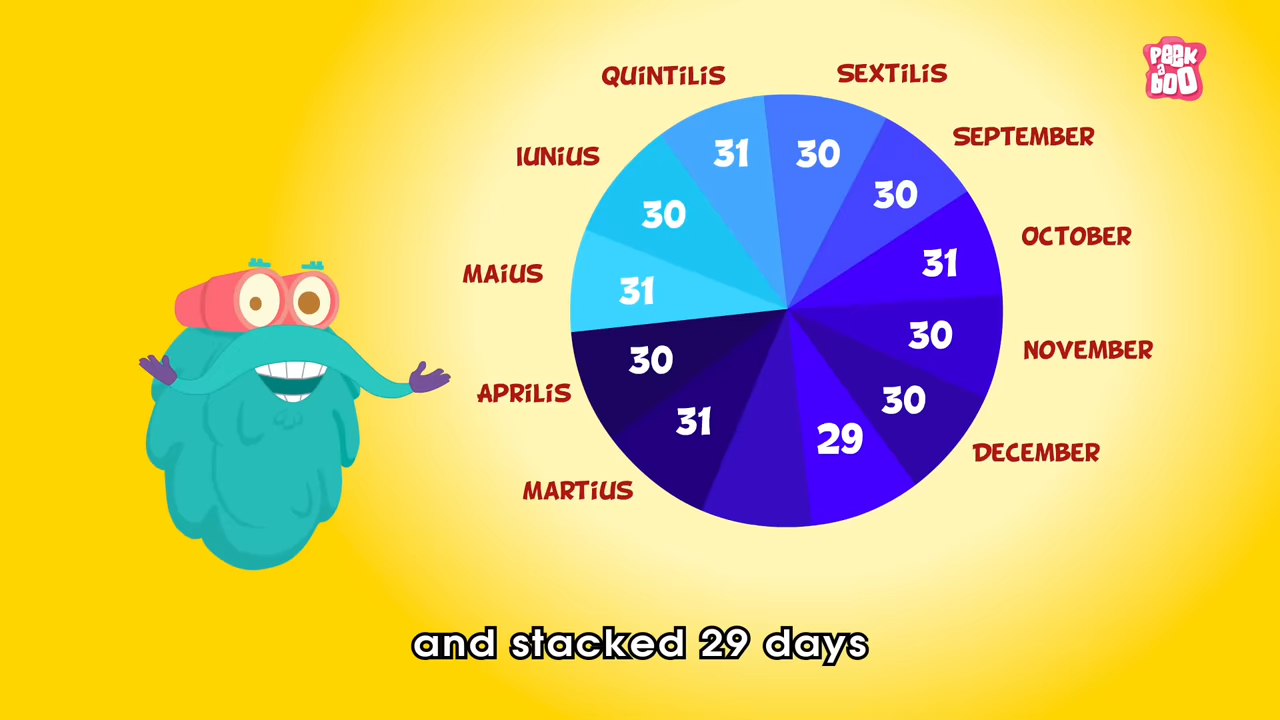 PEEK
a
BOO
QUINTILIS
SEXTILIS
IUNIUS
SEPTEMBER
31
30
30
30
OCTOBER
MAIUS
31
31
30
NOVEMBER
30
APRILIS
31
30
29
DECEMBER
MARTIUS
and stacked 29 days